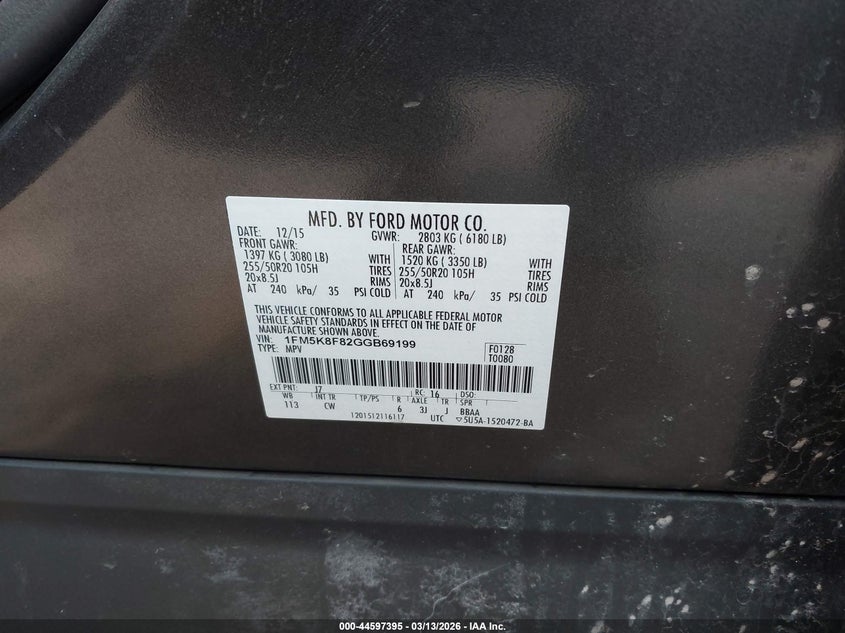 MFD. BY FORD MOTOR CO.
DATE: 12/15 GVWR: 2803 KG ( 6180 LB)
FRONT GAWR: REAR GAWR:
1397 KG ( 3080 LB) WITH 1520 KG ( 3350 LB) WITH
255/50R20 105H TIRES 255/50R20 105H TIRES
20x8.5J RIMS 20x8.5J RIMS
AT 240 kPa/ 35 PSI COLD AT 240 kPa/ 35 PSI COLD
THIS VEHICLE CONFORMS TO ALL APPLICABLE FEDERAL MOTOR
VEHICLE SAFETY STANDARDS IN EFFECT ON THE DATE OF
MANUFACTURE SHOWN ABOVE.
VIN: 1FM5K8F82GGB69199 F0128
TYPE: MPV T0080
EXT PNT: J7 RC: 16 DSO:
WB INT TR TP/PS R AXLE TR SPR
113 CW 6 3J J BBAA
1201512116117 UTC ▽5U5A-1520472-BA
000-44597395 - 03/13/2026 - IAA Inc.